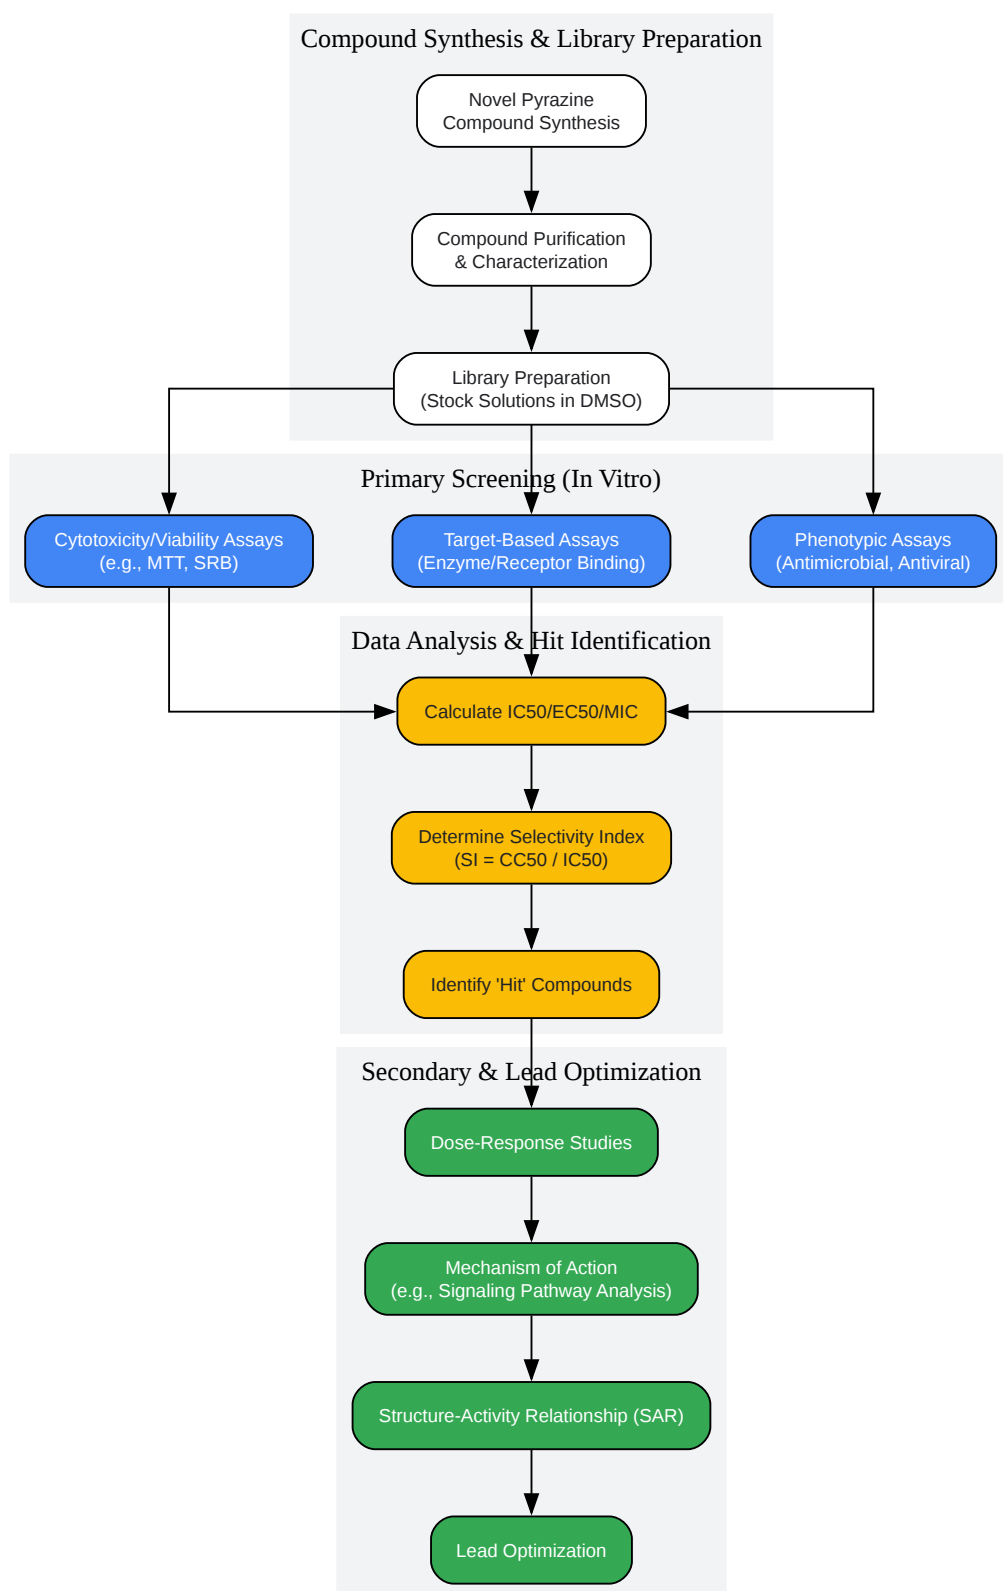 Compound Synthesis & Library Preparation
Novel Pyrazine
Compound Synthesis
Compound Purification
& Characterization
Library Preparation
(Stock Solutions in DMSO)
Primary Screening (In Vitro)
Cytotoxicity/Viability Assays
(e.g., MTT, SRB)
Target-Based Assays
(Enzyme/Receptor Binding)
Phenotypic Assays
(Antimicrobial, Antiviral)
Data Analysis & Hit Identification
Calculate IC50/EC50/MIC
Determine Selectivity Index
(SI = CC50 / IC50)
Identify 'Hit' Compounds
Secondary & Lead Optimization
Dose-Response Studies
Mechanism of Action
(e.g., Signaling Pathway Analysis)
Structure-Activity Relationship (SAR)
Lead Optimization